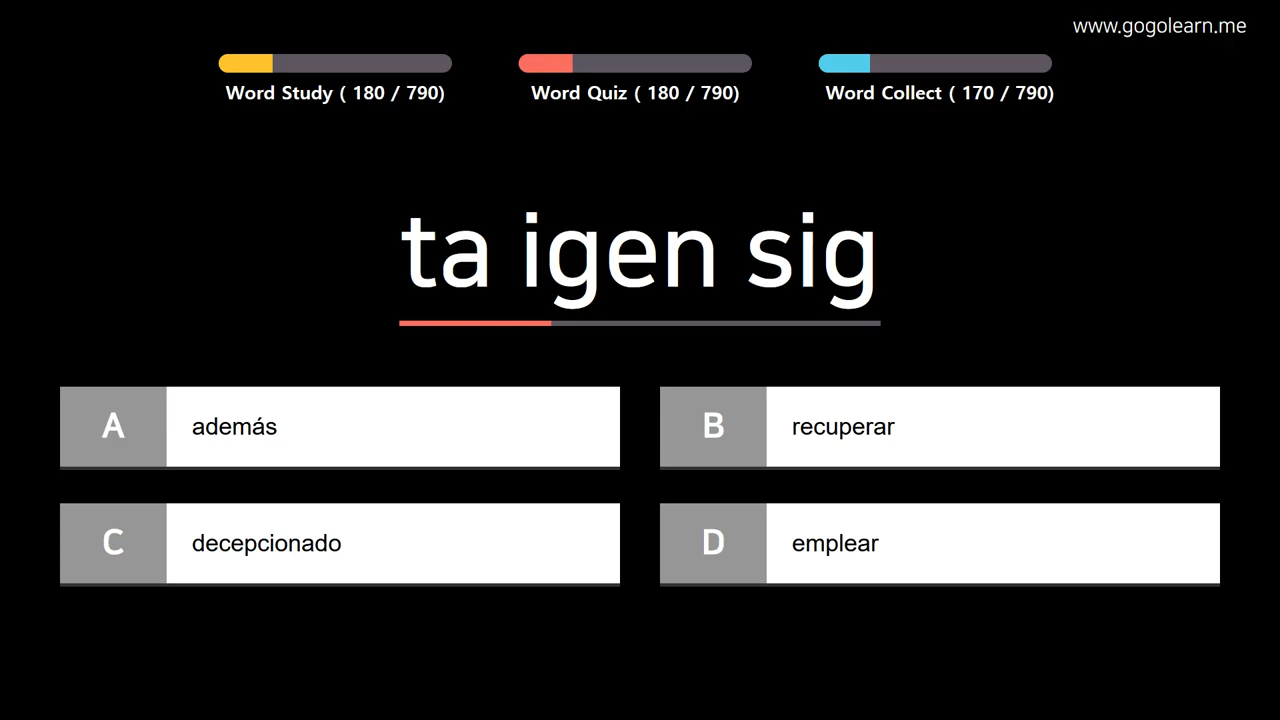 www.gogolearn.me
Word Study ( 180 / 790)
Word Quiz ( 180 / 790)
Word Collect ( 170 / 790)
ta igen sig
A además
B recuperar
C decepcionado
D emplear